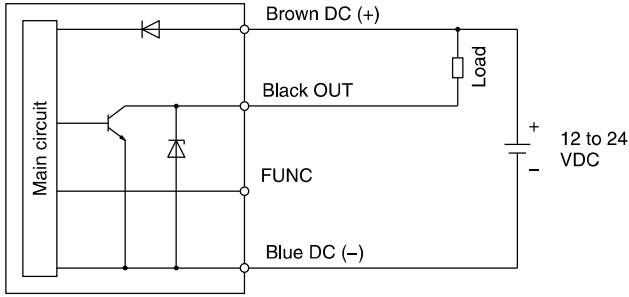 Brown DC (+)
Load
Black OUT
Main circuit
+
12 to 24
VDC
−
FUNC
Blue DC (−)